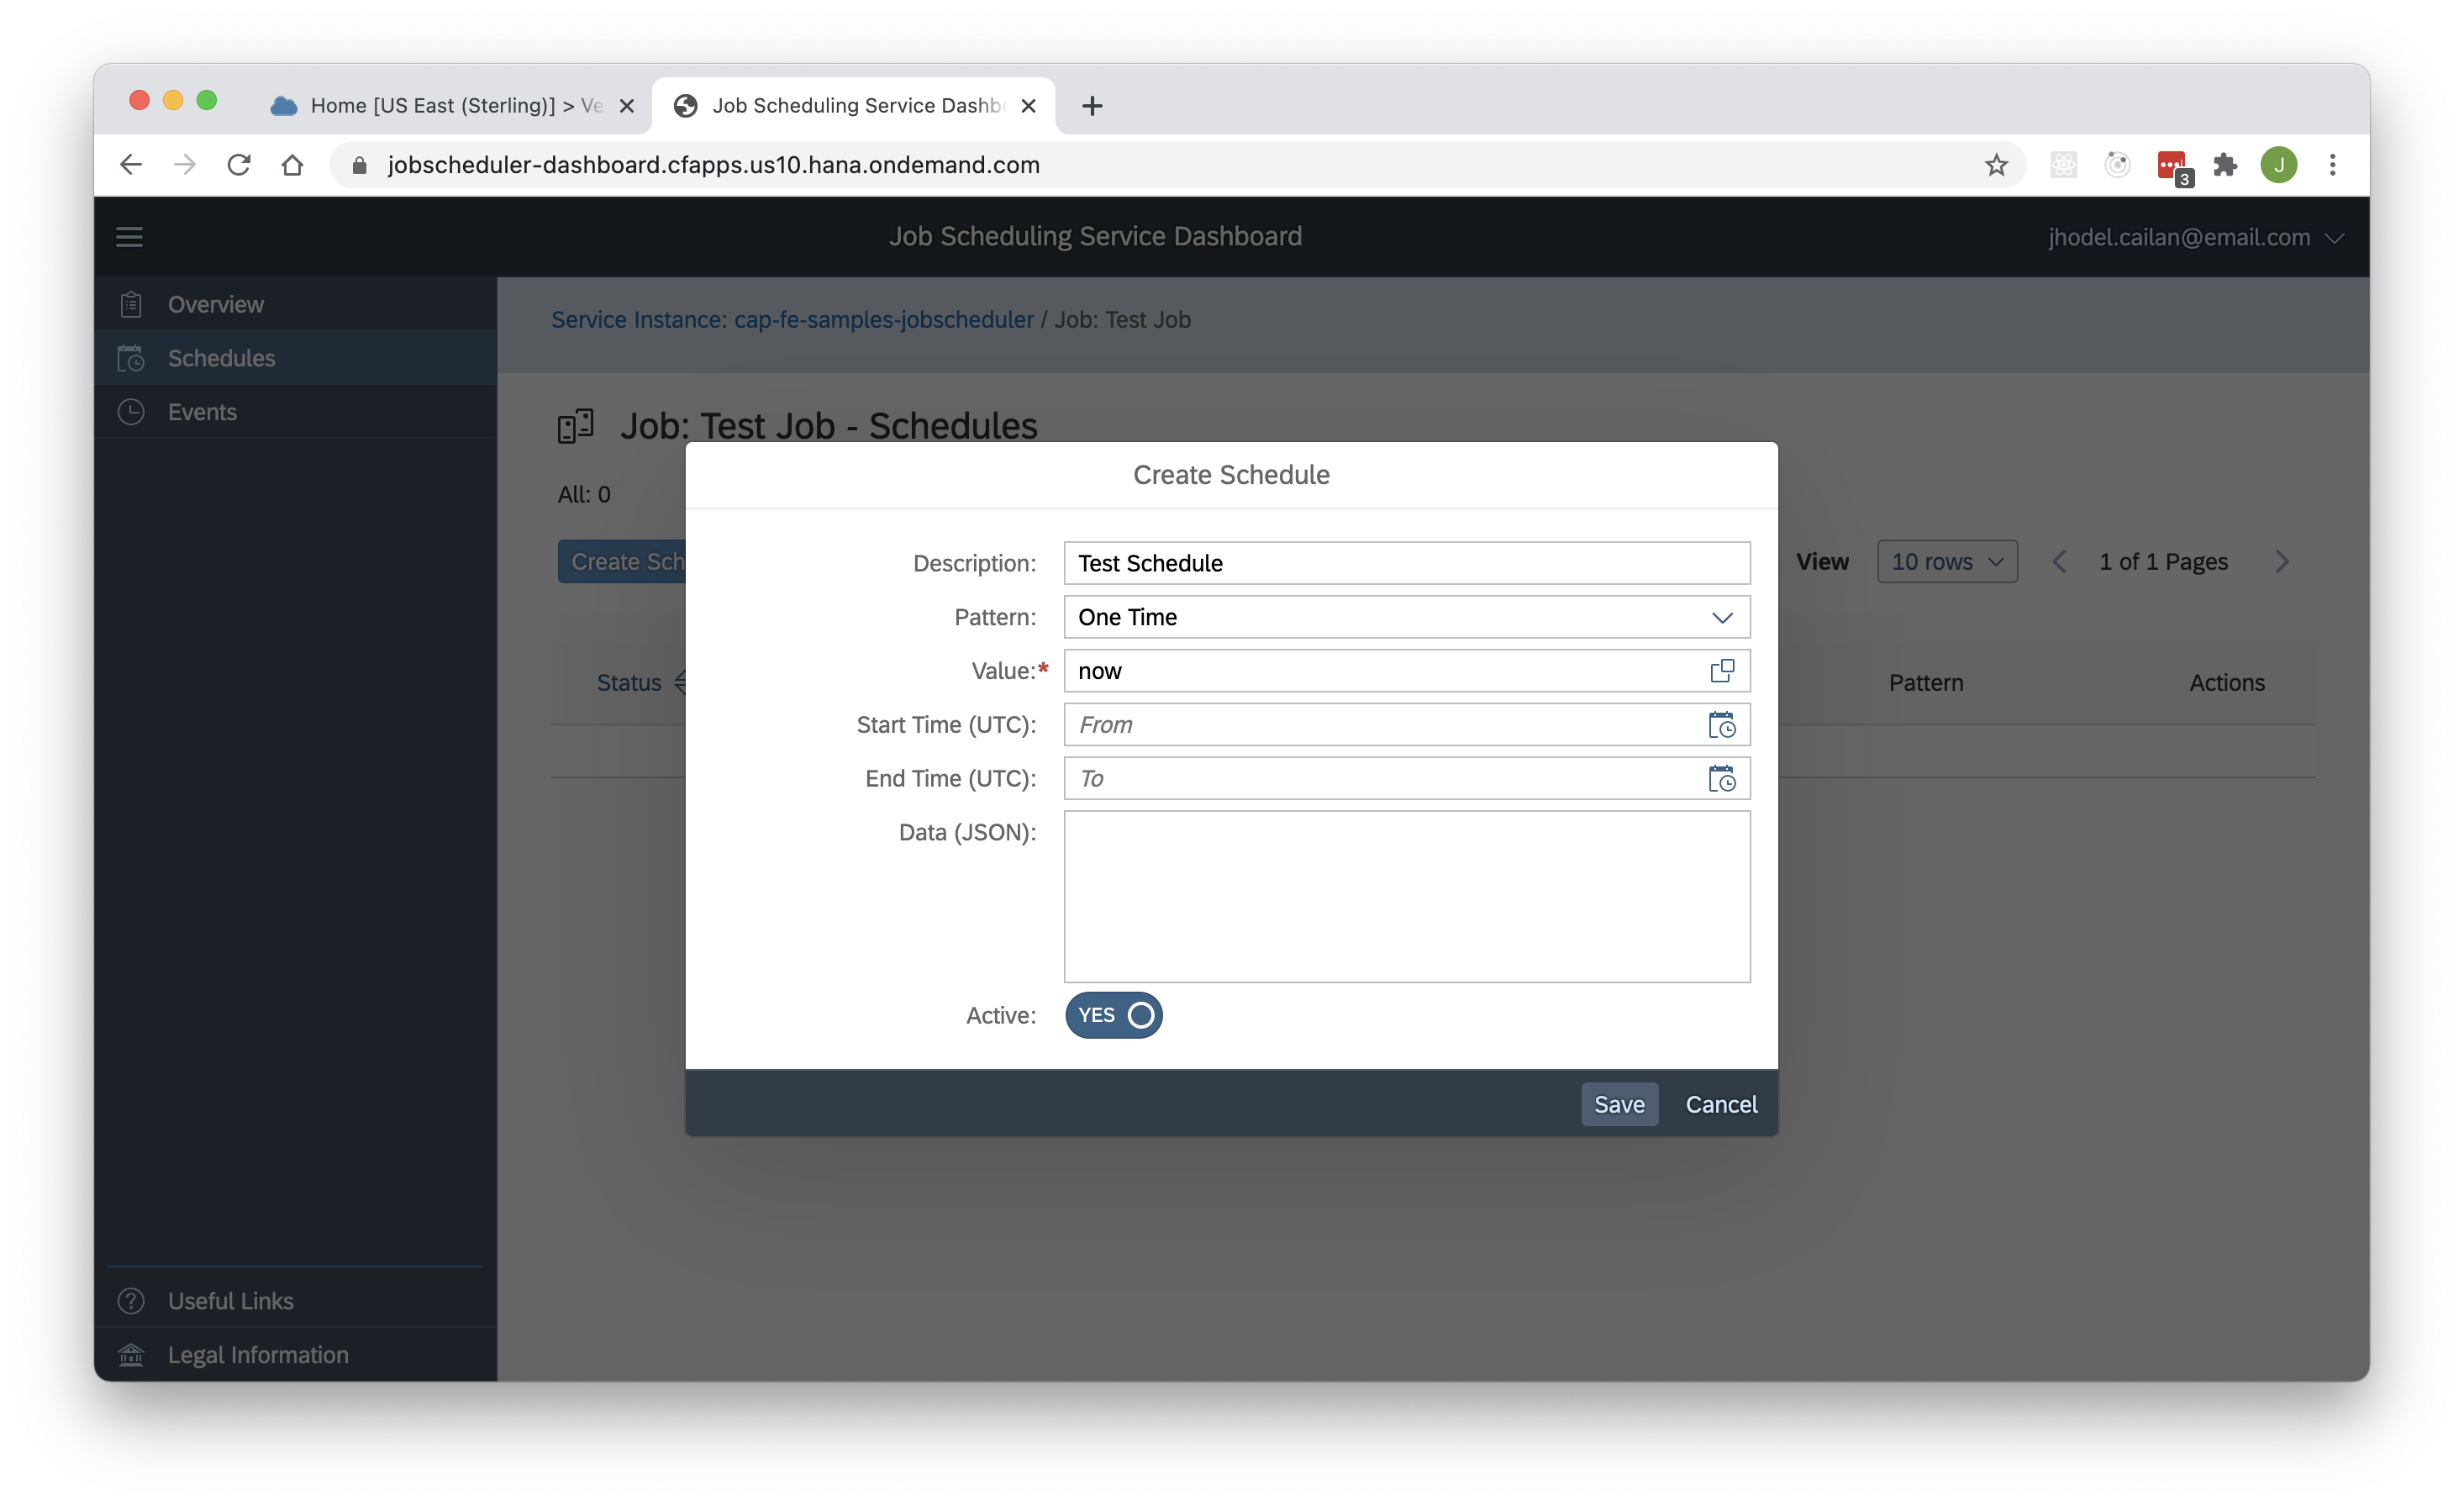 Home [US East (Sterling)] > Ve
Job Scheduling Service Dashb
jobscheduler-dashboard.cfapps.us10.hana.ondemand.com
3
J
Job Scheduling Service Dashboard
jhodel.cailan@email.com
Overview
Schedules
Events
Service Instance: cap-fe-samples-jobscheduler / Job: Test Job
Job: Test Job - Schedules
All: 0
Create Sch
View
10 rows
1 of 1 Pages
Status
Pattern
Actions
Create Schedule
Description:
Test Schedule
Pattern:
One Time
Value:*
now
Start Time (UTC):
From
End Time (UTC):
To
Data (JSON):
Active:
YES
Save
Cancel
Useful Links
Legal Information